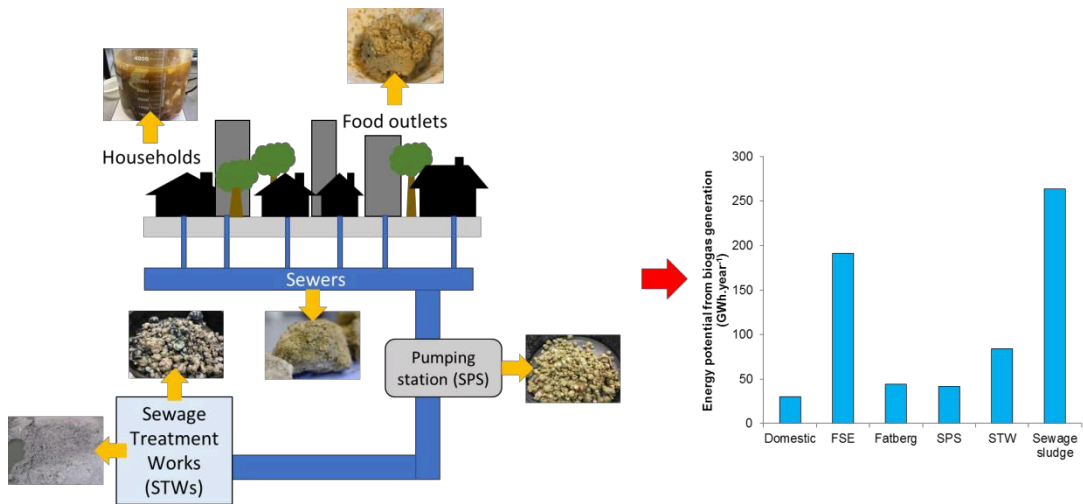 Food outlets
Households
Sewers
Pumping
station (SPS)
Sewage
Treatment
Works
(STWs)
Energy potential from biogas generation
(GWh.year⁻¹)
300
250
200
150
100
50
0
Domestic
FSE
Fatberg
SPS
STW
Sewage
sludge